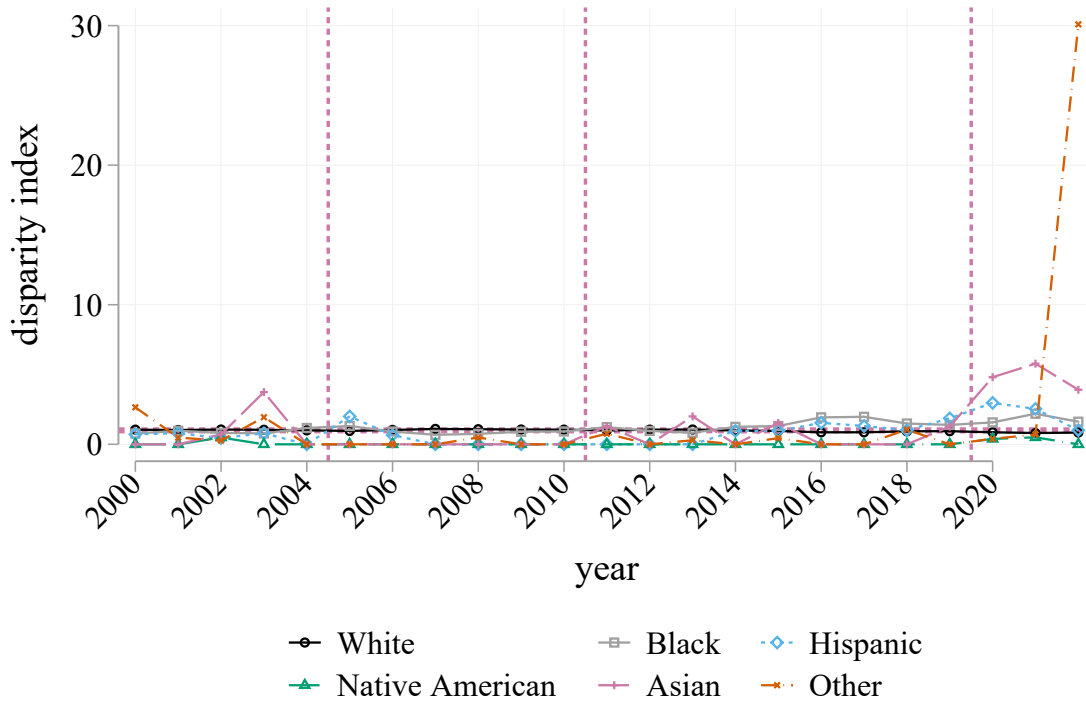 30
20
10
0
disparity index
2000 2002 2004 2006 2008 2010 2012 2014 2016 2018 2020
year
White Black Hispanic
Native American Asian Other